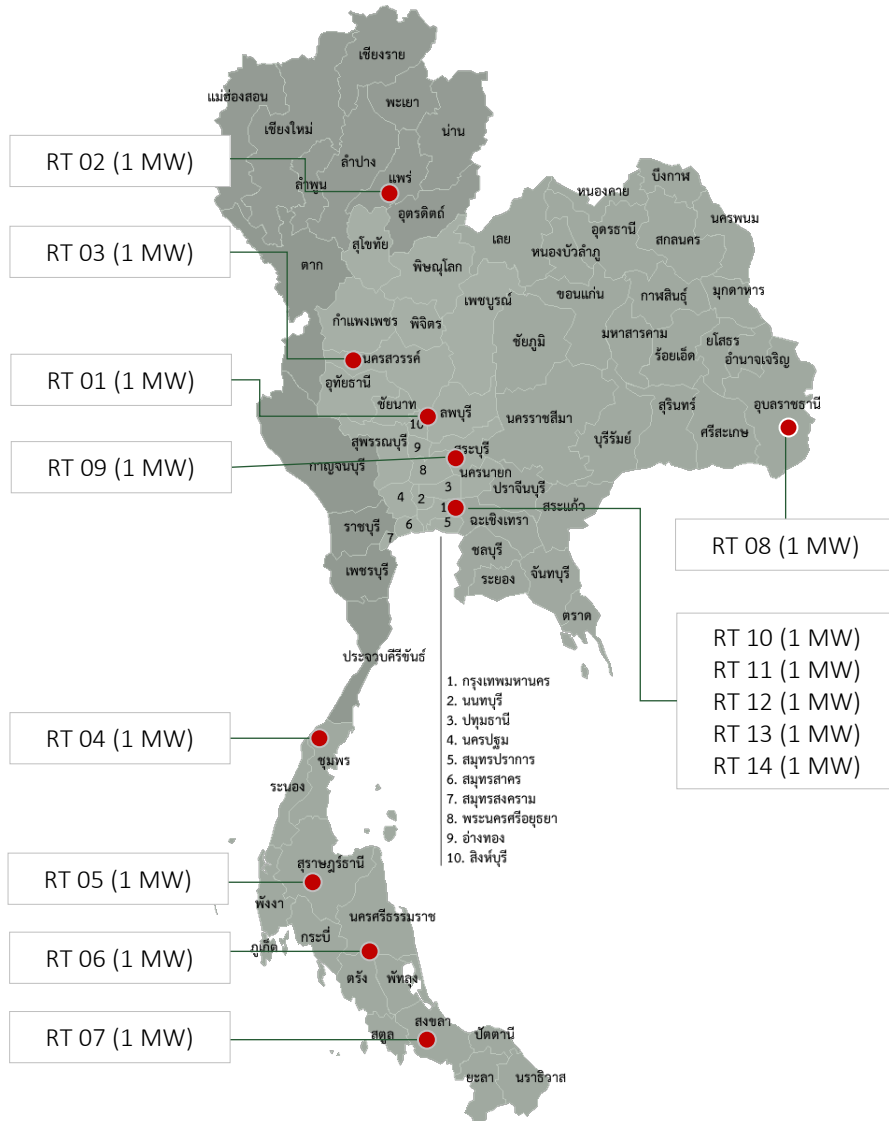 เชียงราย
แม่ฮ่องสอน
พะเยา
เชียงใหม่
น่าน
RT 02 (1 MW)
ลำปาง
แพร่
ลำพูน
บึงกาฬ
หนองคาย
อุตรดิตถ์
นครพนม
อุดรธานี
เลย
สกลนคร
สุโขทัย
RT 03 (1 MW)
หนองบัวลำภู
ตาก
พิษณุโลก
มุกดาหาร
ขอนแก่น
กาฬสินธุ์
เพชรบูรณ์
กำแพงเพชร
พิจิตร
มหาสารคาม
ยโสธร
ชัยภูมิ
ร้อยเอ็ด
อำนาจเจริญ
นครสวรรค์
อุทัยธานี
RT 01 (1 MW)
ชัยนาท
ลพบุรี
สุรินทร์
อุบลราชธานี
นครราชสีมา
10
ศรีสะเกษ
บุรีรัมย์
สุพรรณบุรี
9
สระบุรี
RT 09 (1 MW)
กาญจนบุรี
8
นครนายก
3
ปราจีนบุรี
4
2
1
สระแก้ว
ราชบุรี
6
5
ฉะเชิงเทรา
7
ชลบุรี
RT 08 (1 MW)
เพชรบุรี
ระยอง
จันทบุรี
ตราด
ประจวบคีรีขันธ์
RT 10 (1 MW)
RT 11 (1 MW)
RT 12 (1 MW)
RT 13 (1 MW)
RT 14 (1 MW)
1. กรุงเทพมหานคร
2. นนทบุรี
3. ปทุมธานี
4. นครปฐม
5. สมุทรปราการ
6. สมุทรสาคร
7. สมุทรสงคราม
8. พระนครศรีอยุธยา
9. อ่างทอง
10. สิงห์บุรี
RT 04 (1 MW)
ชุมพร
ระนอง
สุราษฎร์ธานี
RT 05 (1 MW)
พังงา
นครศรีธรรมราช
กระบี่
ภูเก็ต
RT 06 (1 MW)
ตรัง
พัทลุง
สงขลา
RT 07 (1 MW)
สตูล
ปัตตานี
ยะลา
นราธิวาส